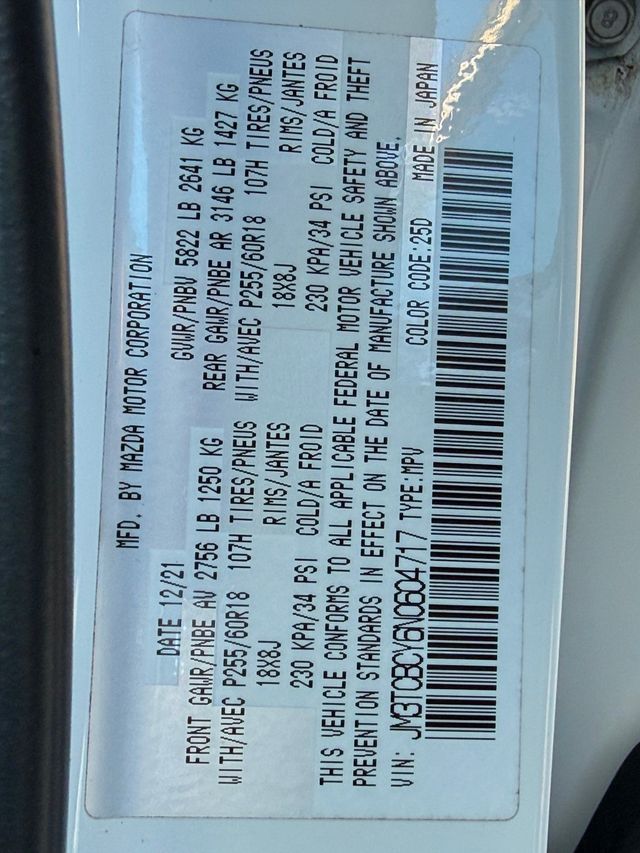 MFD. BY MAZDA MOTOR CORPORATION
DATE 12/21
GVWR/PNBV 5822 LB 2641 KG
FRONT GAWR/PNBE AV 2756 LB 1250 KG
REAR GAWR/PNBE AR 3146 LB 1427 KG
WITH/AVEC P255/60R18 107H TIRES/PNEUS
WITH/AVEC P255/60R18 107H TIRES/PNEUS
18X8J RIMS/JANTES
18X8J RIMS/JANTES
230 KPA/34 PSI COLD/A FROID
230 KPA/34 PSI COLD/A FROID
THIS VEHICLE CONFORMS TO ALL APPLICABLE FEDERAL MOTOR VEHICLE SAFETY AND THEFT
PREVENTION STANDARDS IN EFFECT ON THE DATE OF MANUFACTURE SHOWN ABOVE.
VIN: JM3TCBCY6N0604717 TYPE:MPV COLOR CODE:25D MADE IN JAPAN